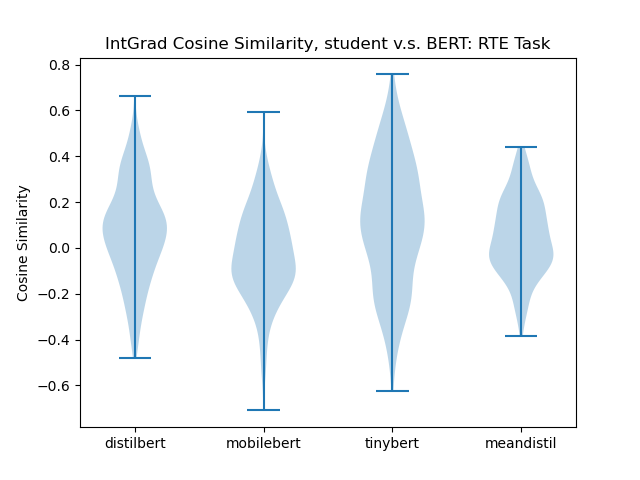 IntGrad Cosine Similarity, student v.s. BERT: RTE Task
Cosine Similarity
0.8
0.6
0.4
0.2
0.0
−0.2
−0.4
−0.6
distilbert mobilebert tinybert meandistil